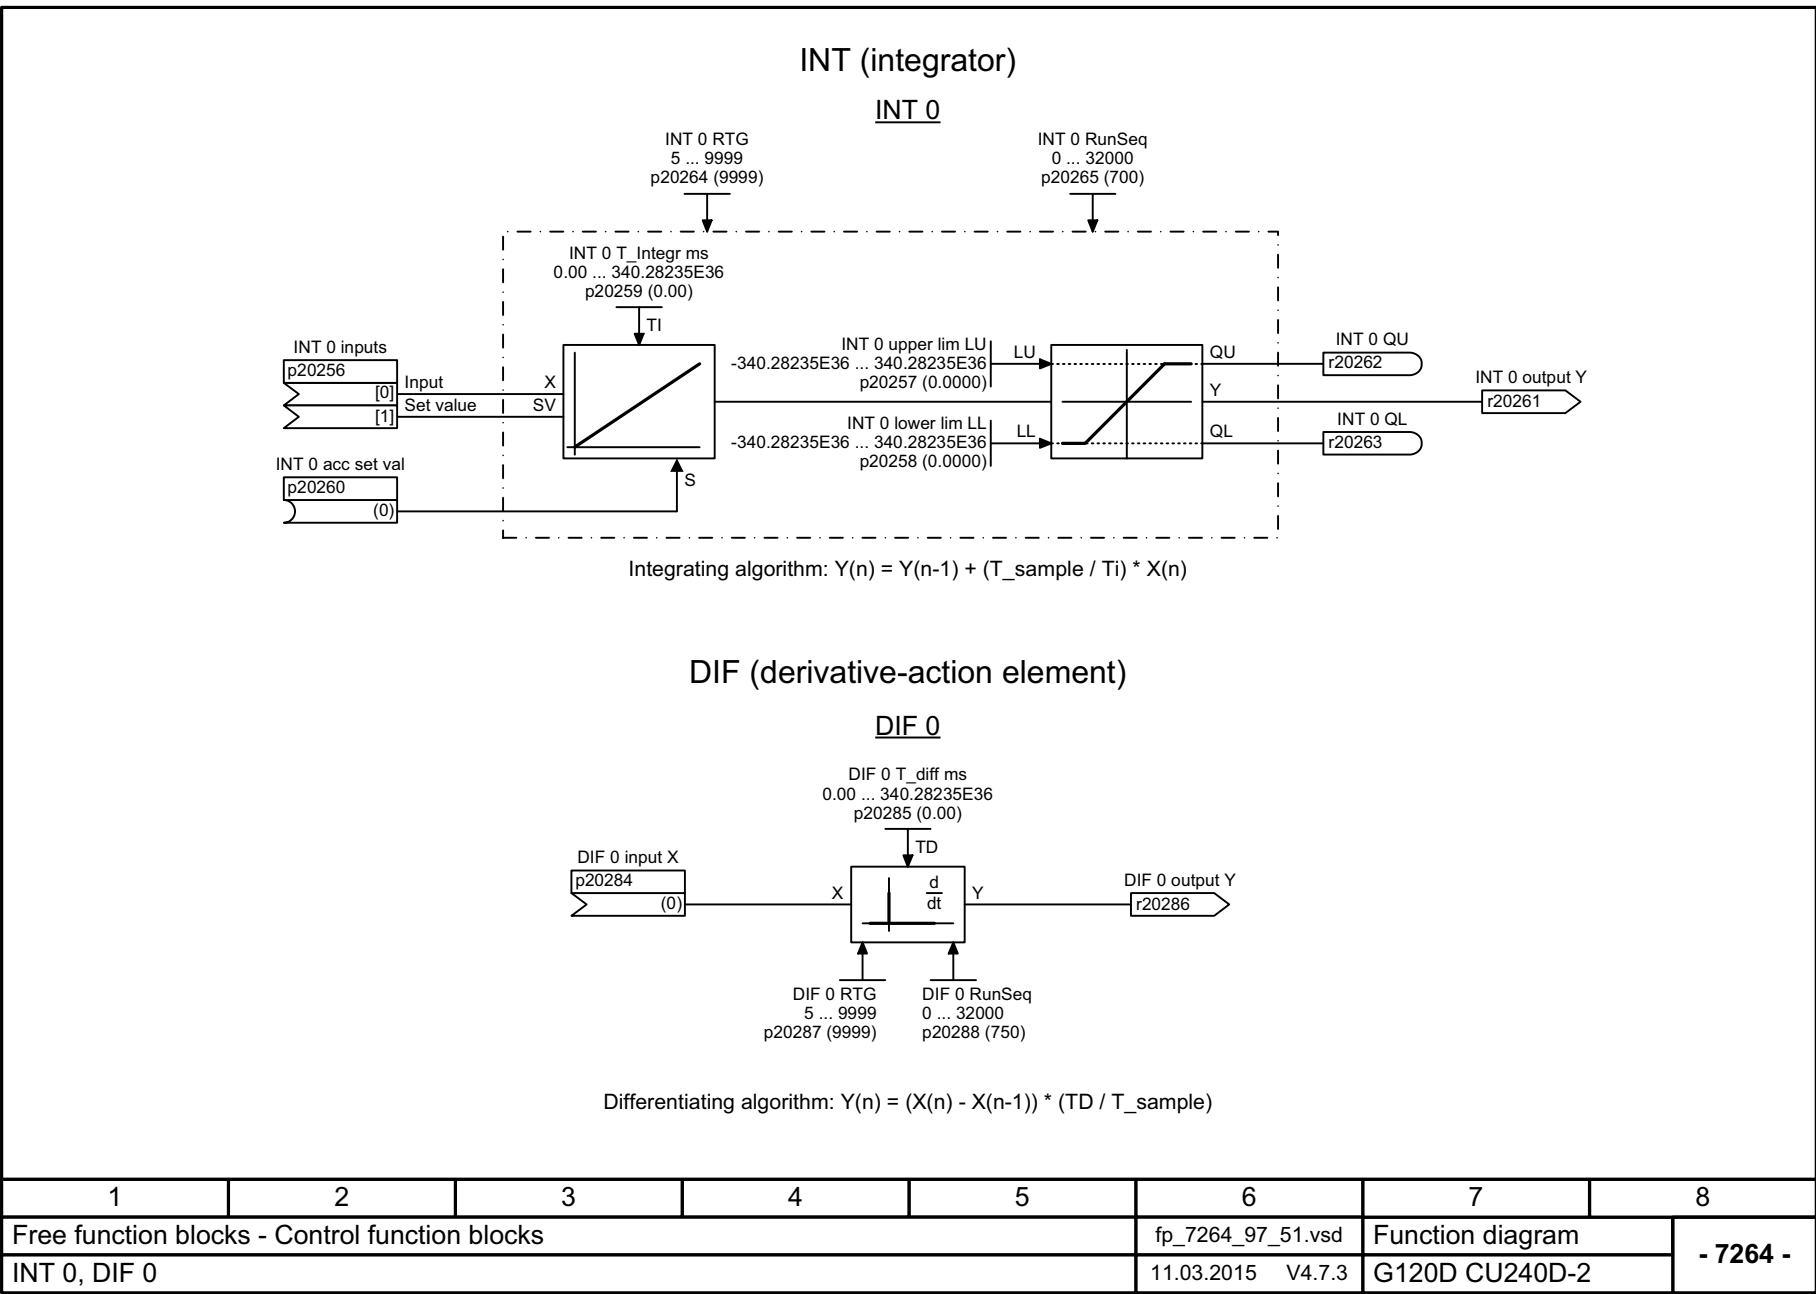 INT (integrator)
INT 0
INT 0 RTG
5 ... 9999
p20264 (9999)
INT 0 RunSeq
0 ... 32000
p20265 (700)
INT 0 T_Integr ms
0.00 ... 340.28235E36
p20259 (0.00)
TI
INT 0 inputs
p20256
[0]
[1]
Input
Set value
X
SV
INT 0 acc set val
p20260
(0)
S
INT 0 upper lim LU
-340.28235E36 ... 340.28235E36
p20257 (0.0000)
LU
INT 0 lower lim LL
-340.28235E36 ... 340.28235E36
p20258 (0.0000)
LL
QU
Y
QL
INT 0 QU
r20262
INT 0 output Y
r20261
INT 0 QL
r20263
Integrating algorithm: Y(n) = Y(n-1) + (T_sample / Ti) * X(n)
DIF (derivative-action element)
DIF 0
DIF 0 T_diff ms
0.00 ... 340.28235E36
p20285 (0.00)
TD
DIF 0 input X
p20284
(0)
X
d
dt
Y
DIF 0 output Y
r20286
DIF 0 RTG
5 ... 9999
p20287 (9999)
DIF 0 RunSeq
0 ... 32000
p20288 (750)
Differentiating algorithm: Y(n) = (X(n) - X(n-1)) * (TD / T_sample)
1 2 3 4 5 6 7 8
Free function blocks - Control function blocks
fp_7264_97_51.vsd
Function diagram
- 7264 -
INT 0, DIF 0
11.03.2015 V4.7.3
G120D CU240D-2